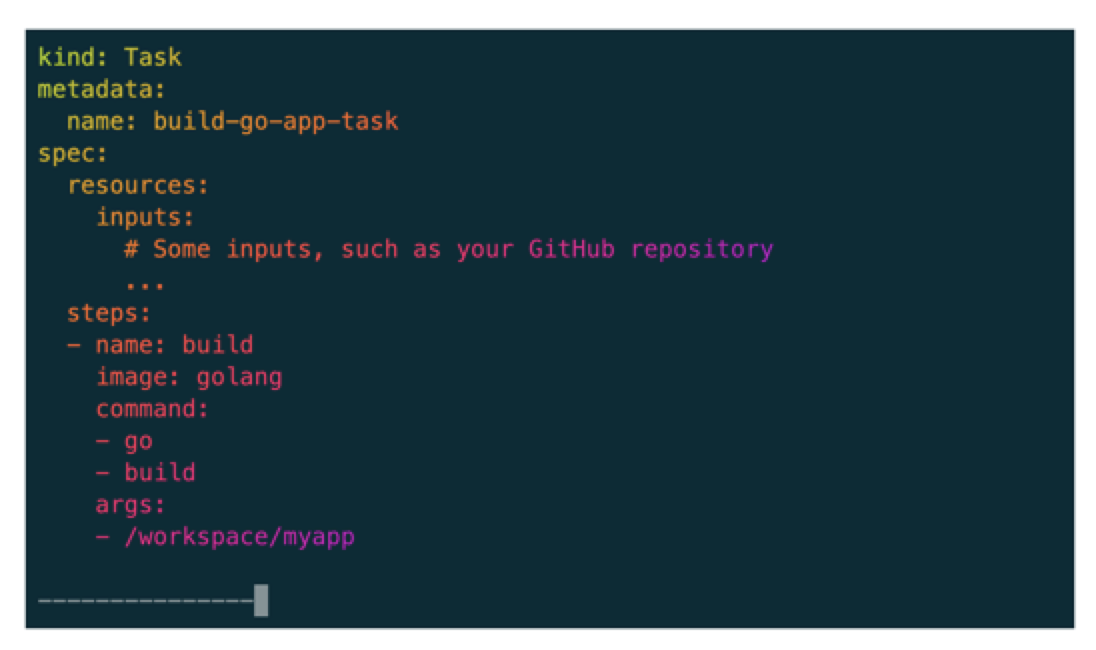 kind: Task
metadata:
  name: build-go-app-task
spec:
  resources:
    inputs:
      # Some inputs, such as your GitHub repository
      ...
  steps:
  - name: build
    image: golang
    command:
    - go
    - build
    args:
    - /workspace/myapp
---------------